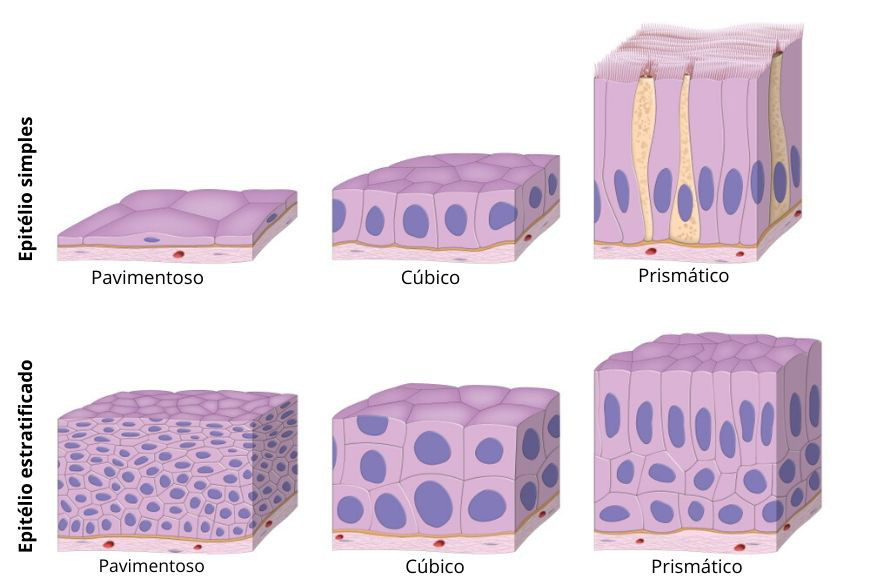 Epitélio simples
Pavimentoso
Cúbico
Prismático
Epitélio estratificado
Pavimentoso
Cúbico
Prismático